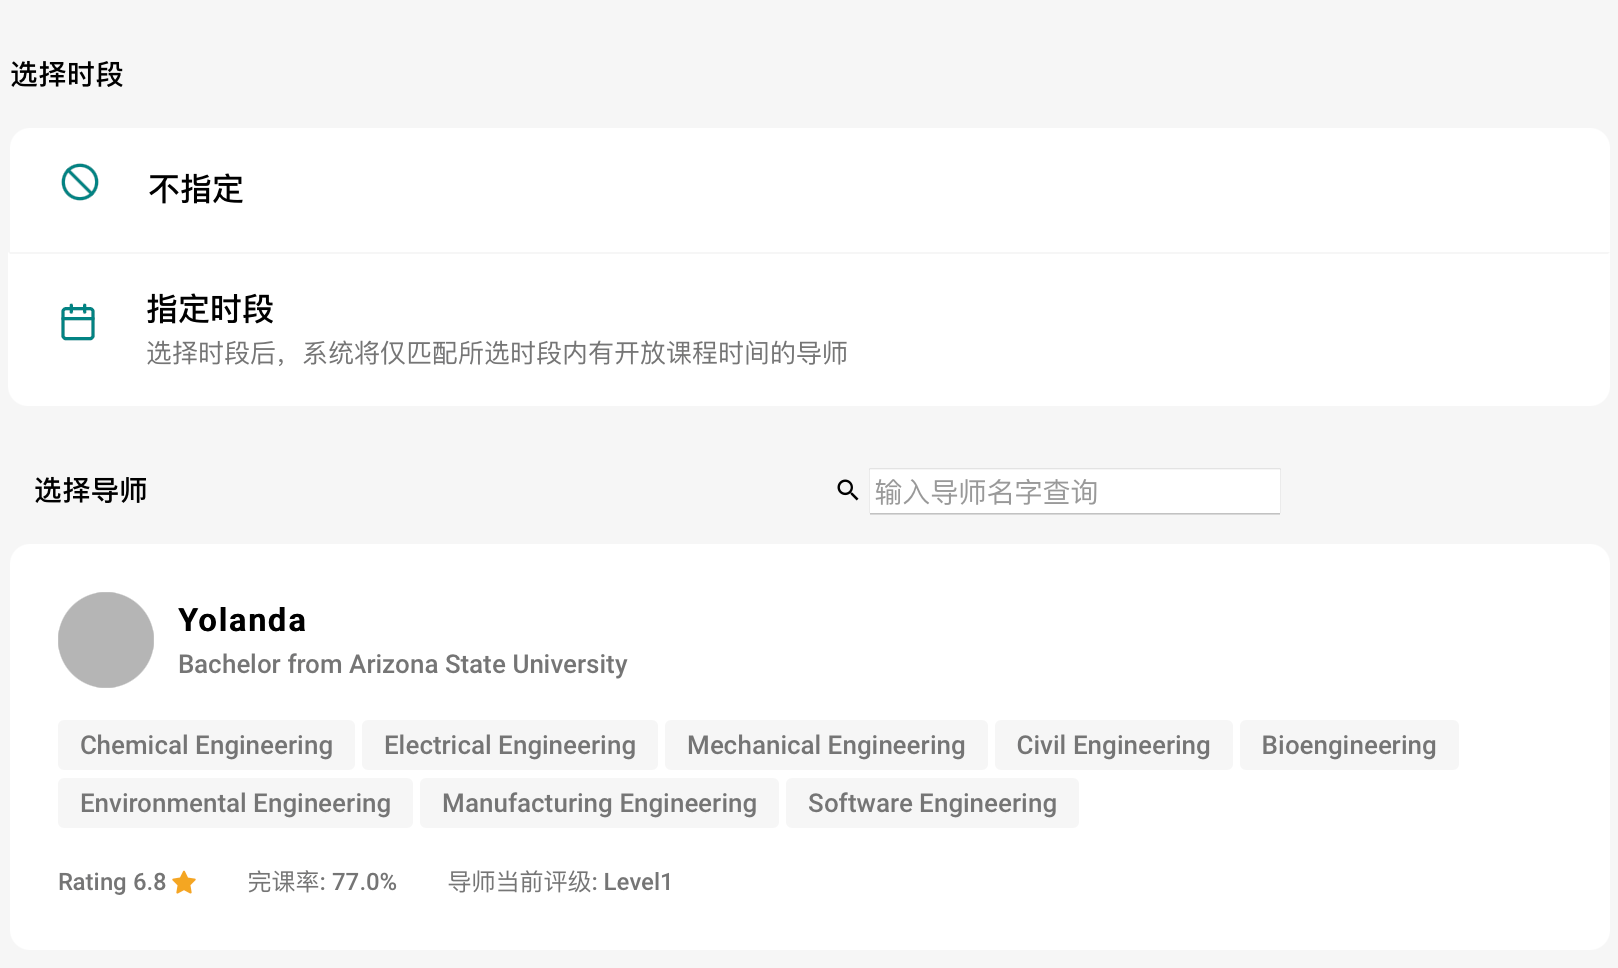 选择时段
不指定
指定时段
选择时段后，系统将仅匹配所选时段内有开放课程时间的导师
选择导师
输入导师名字查询
Yolanda
Bachelor from Arizona State University
Chemical Engineering Electrical Engineering Mechanical Engineering Civil Engineering Bioengineering
Environmental Engineering Manufacturing Engineering Software Engineering
Rating 6.8 完课率: 77.0% 导师当前评级: Level1